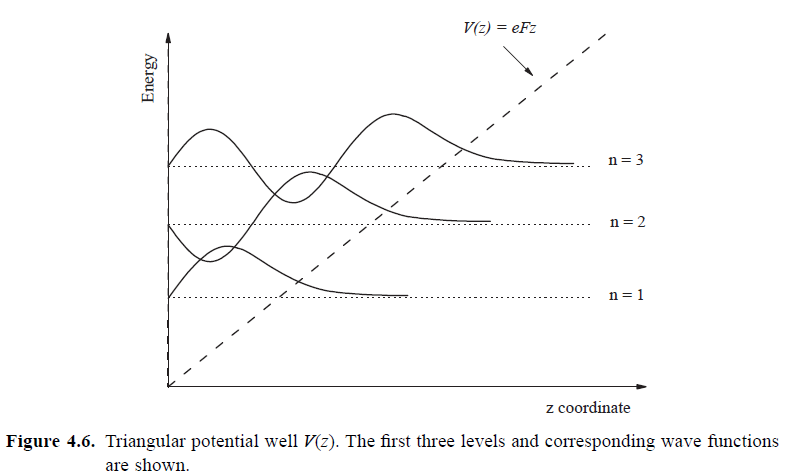 V(z) = eFz
Energy
n = 3
n = 2
n = 1
z coordinate
Figure 4.6. Triangular potential well V(z). The first three levels and corresponding wave functions
are shown.